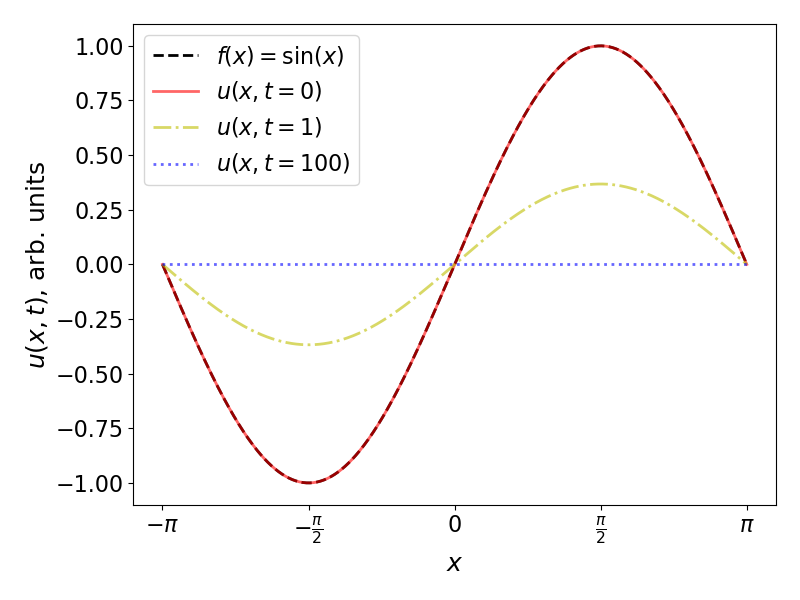 f(x) = sin(x)
u(x, t = 0)
u(x, t = 1)
u(x, t = 100)
1.00
0.75
0.50
0.25
0.00
−0.25
−0.50
−0.75
−1.00
u(x, t), arb. units
−π −π/2 0 π/2 π
x